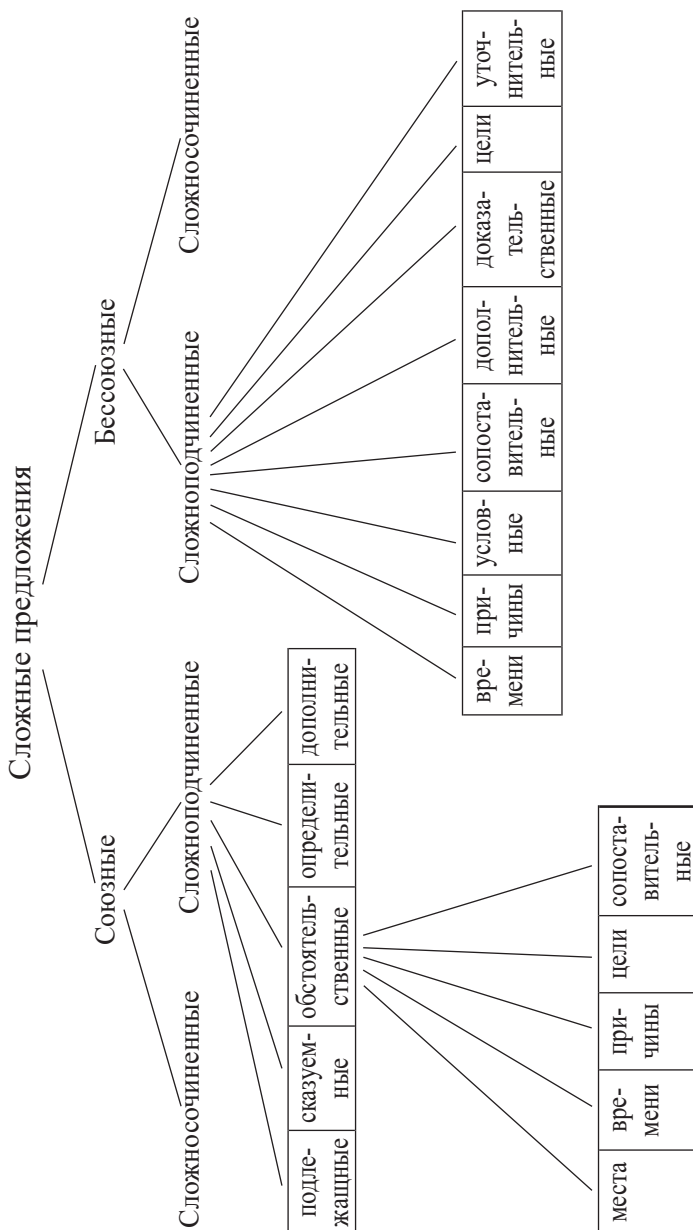 Сложные предложения
Союзные
Бессоюзные
Сложносочиненные
Сложноподчиненные
Сложноподчиненные
Сложносочиненные
подле-
жащные
сказуем-
ные
обстоятель-
ственные
определи-
тельные
дополни-
тельные
вре-
мени
при-
чины
услов-
ные
сопоста-
витель-
ные
допол-
нитель-
ные
доказа-
тель-
ственные
цели
уточ-
нитель-
ные
места
вре-
мени
при-
чины
цели
сопоста-
витель-
ные